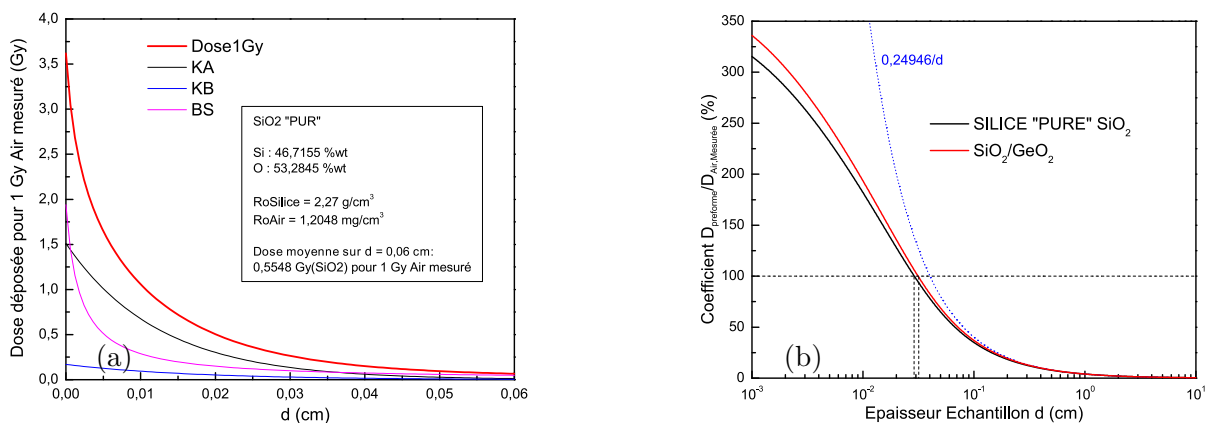 Dose déposée pour 1 Gy Air mesuré (Gy)
4,0
3,5
3,0
2,5
2,0
1,5
1,0
0,5
0,0
Dose1Gy
KA
KB
BS
SiO2 "PUR"
Si : 46,7155 %wt
O : 53,2845 %wt
RoSilice = 2,27 g/cm³
RoAir = 1,2048 mg/cm³
Dose moyenne sur d = 0,06 cm:
0,5548 Gy(SiO2) pour 1 Gy Air mesuré
(a)
0,00 0,01 0,02 0,03 0,04 0,05 0,06
d (cm)
Coefficient D_preforme/D_Air,Mesurée (%)
350
300
250
200
150
100
50
0
0,24946/d
SILICE "PURE" SiO₂
SiO₂/GeO₂
(b)
10⁻³ 10⁻² 10⁻¹ 10⁰ 10¹
Epaisseur Echantillon d (cm)